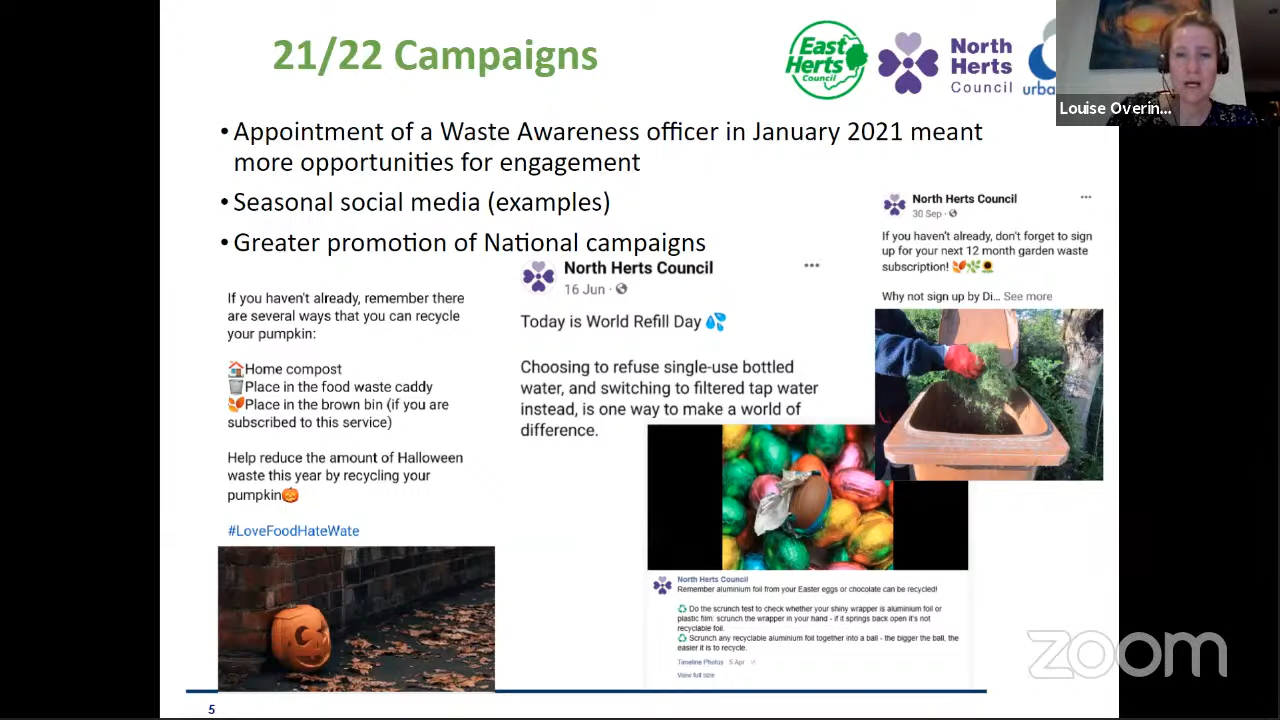 21/22 Campaigns
East
Herts
Council
North
Herts
Council
urba
Louise Overin...
• Appointment of a Waste Awareness officer in January 2021 meant
more opportunities for engagement
• Seasonal social media (examples)
• Greater promotion of National campaigns
If you haven't already, remember there
are several ways that you can recycle
your pumpkin:
🏠Home compost
🗑Place in the food waste caddy
🍂Place in the brown bin (if you are
subscribed to this service)
Help reduce the amount of Halloween
waste this year by recycling your
pumpkin🎃
#LoveFoodHateWate
North Herts Council
16 Jun ·
Today is World Refill Day 💦
Choosing to refuse single-use bottled
water, and switching to filtered tap water
instead, is one way to make a world of
difference.
North Herts Council
30 Sep ·
If you haven't already, don't forget to sign
up for your next 12 month garden waste
subscription! 🍂🌿🌻
Why not sign up by Di... See more
North Herts Council
Remember aluminium foil from your Easter eggs or chocolate can be recycled!
♻ Do the scrunch test to check whether your shiny wrapper is aluminium foil or
plastic film: scrunch the wrapper in your hand - if it springs back open it's not
recyclable foil.
♻ Scrunch any recyclable aluminium foil together into a ball - the bigger the ball, the
easier it is to recycle.
Timeline Photos · 5 Apr ·
View full size
zoom
5